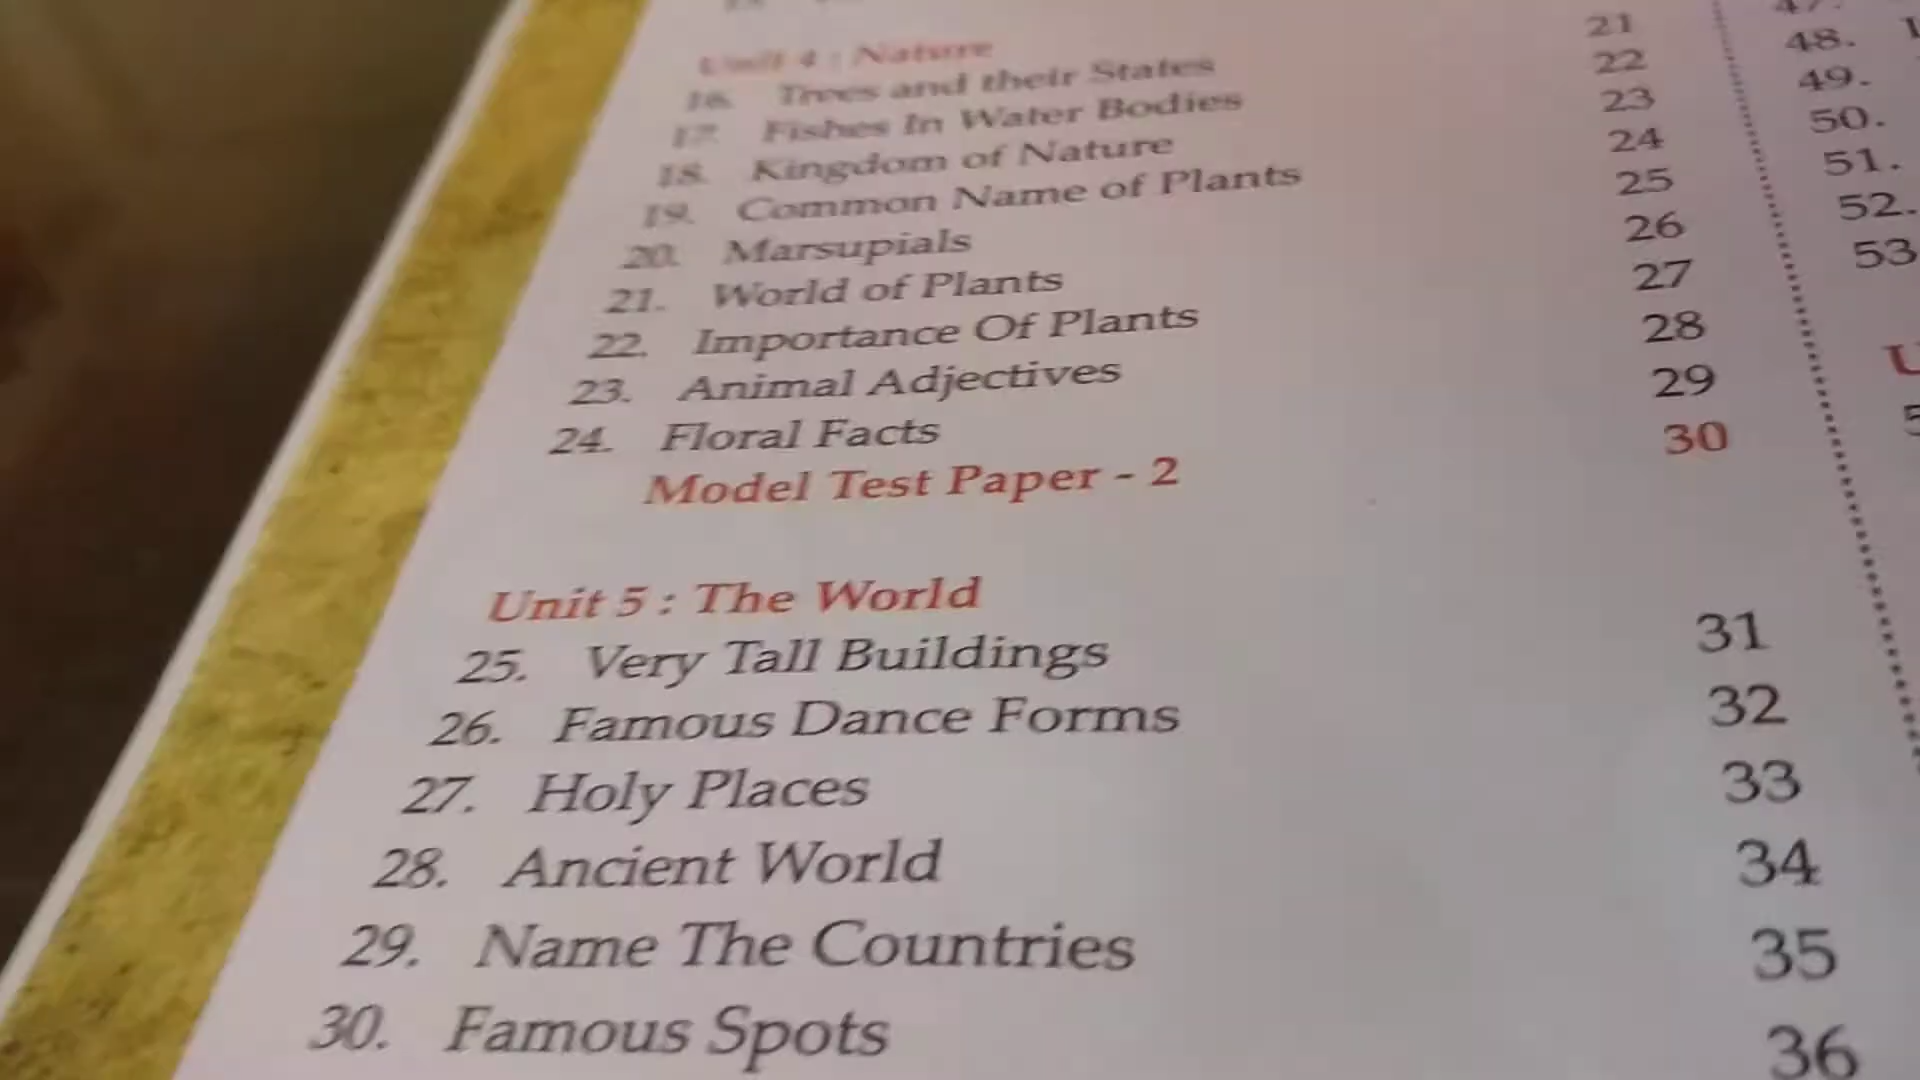 Unit 4 : Nature
16. Trees and their States 21
17. Fishes In Water Bodies 22
18. Kingdom of Nature 23
19. Common Name of Plants 24
20. Marsupials 25
21. World of Plants 26
22. Importance Of Plants 27
23. Animal Adjectives 28
24. Floral Facts 29
Model Test Paper - 2 30
Unit 5 : The World
25. Very Tall Buildings 31
26. Famous Dance Forms 32
27. Holy Places 33
28. Ancient World 34
29. Name The Countries 35
30. Famous Spots 36
47.
48.
49.
50.
51.
52.
53